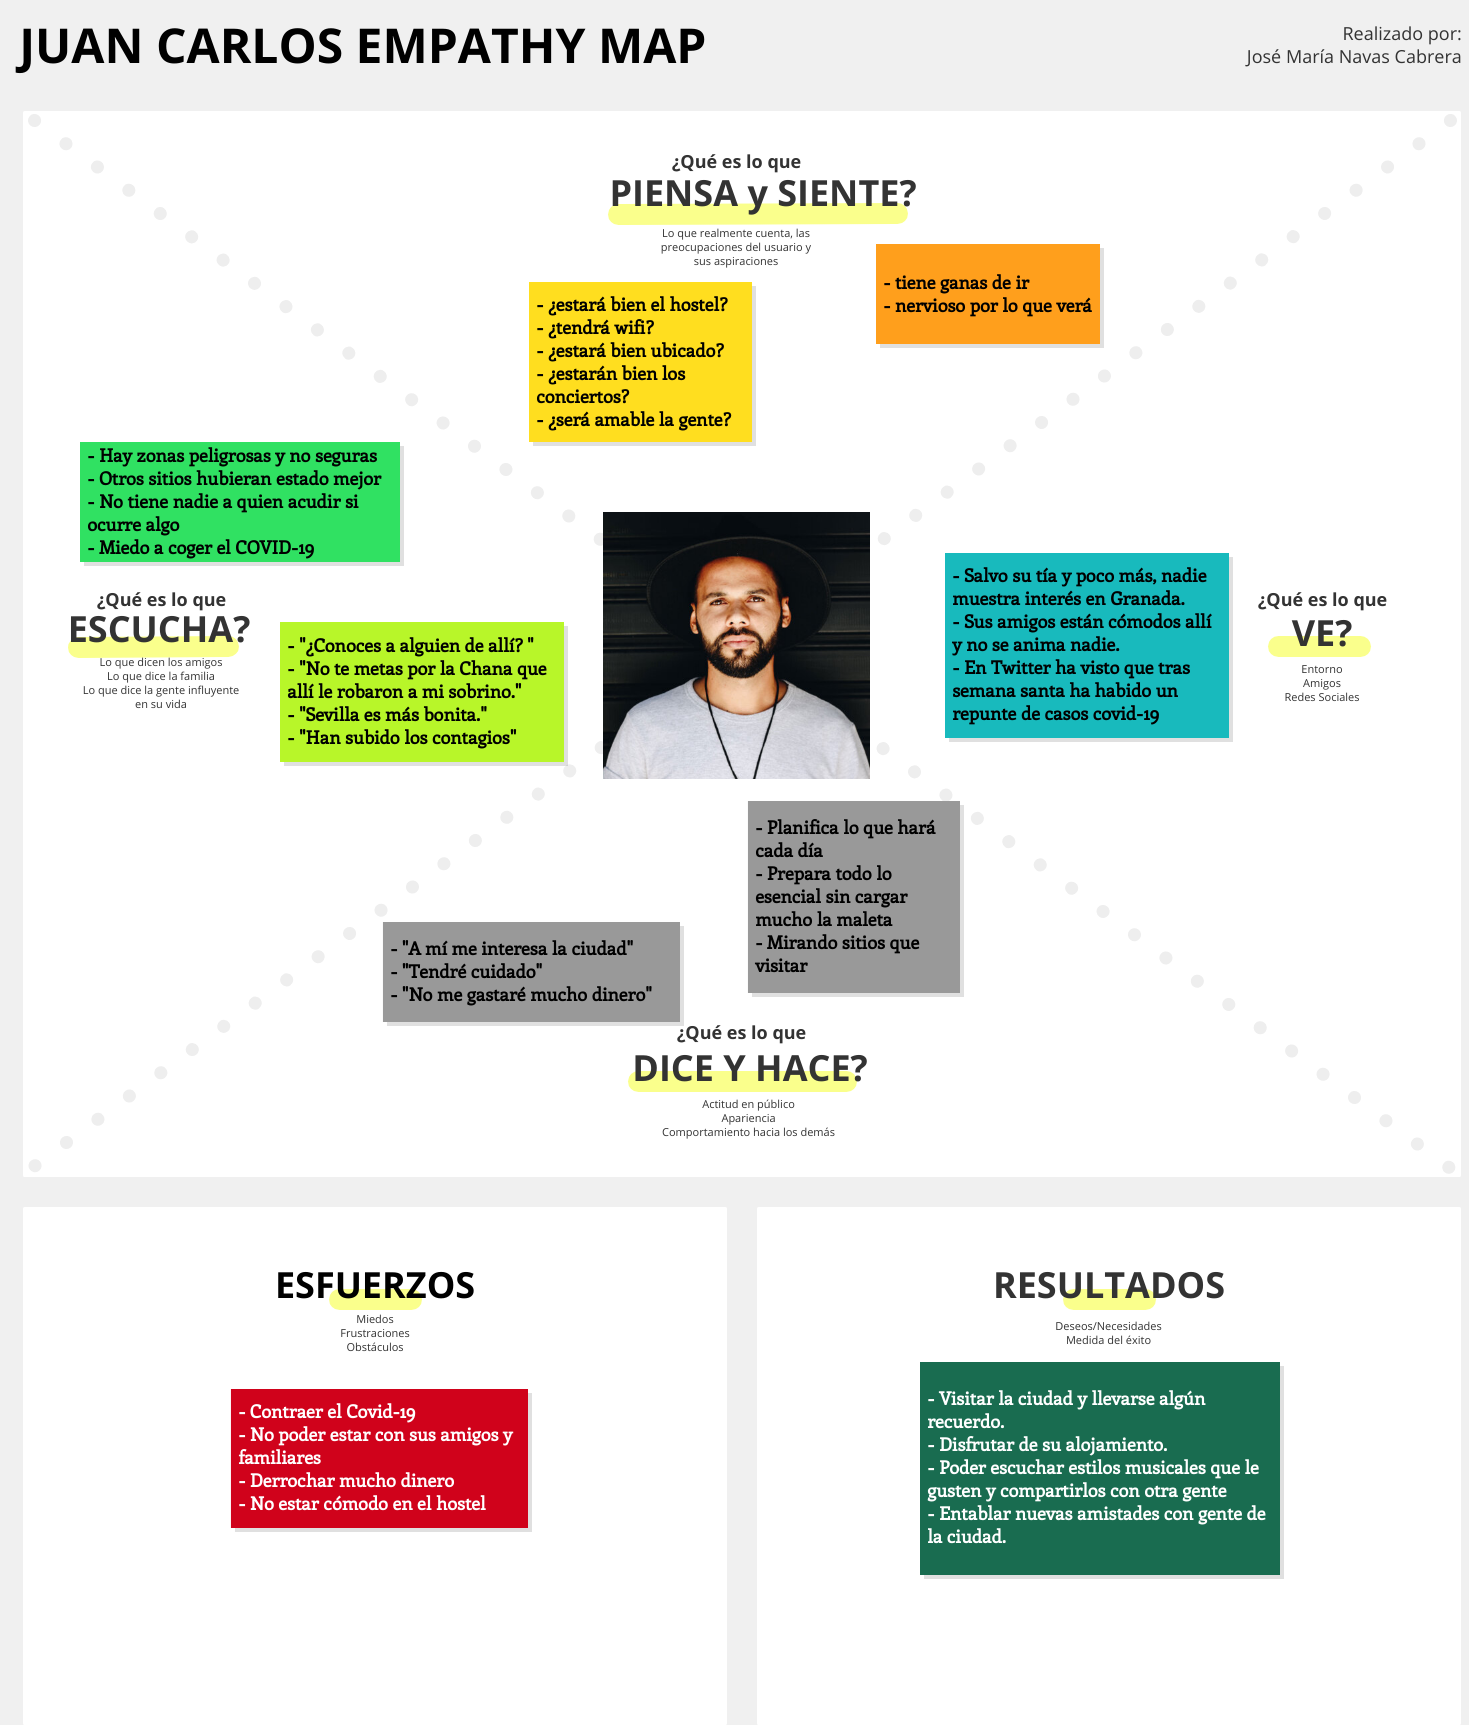 JUAN CARLOS EMPATHY MAP
Realizado por:
José María Navas Cabrera
¿Qué es lo que
PIENSA y SIENTE?
Lo que realmente cuenta, las
preocupaciones del usuario y
sus aspiraciones
- tiene ganas de ir
- nervioso por lo que verá
- ¿estará bien el hostel?
- ¿tendrá wifi?
- ¿estará bien ubicado?
- ¿estarán bien los
conciertos?
- ¿será amable la gente?
- Hay zonas peligrosas y no seguras
- Otros sitios hubieran estado mejor
- No tiene nadie a quien acudir si
ocurre algo
- Miedo a coger el COVID-19
¿Qué es lo que
ESCUCHA?
Lo que dicen los amigos
Lo que dice la familia
Lo que dice la gente influyente
en su vida
- "¿Conoces a alguien de allí? "
- "No te metas por la Chana que
allí le robaron a mi sobrino."
- "Sevilla es más bonita."
- "Han subido los contagios"
- Salvo su tía y poco más, nadie
muestra interés en Granada.
- Sus amigos están cómodos allí
y no se anima nadie.
- En Twitter ha visto que tras
semana santa ha habido un
repunte de casos covid-19
¿Qué es lo que
VE?
Entorno
Amigos
Redes Sociales
- Planifica lo que hará
cada día
- Prepara todo lo
esencial sin cargar
mucho la maleta
- Mirando sitios que
visitar
- "A mí me interesa la ciudad"
- "Tendré cuidado"
- "No me gastaré mucho dinero"
¿Qué es lo que
DICE Y HACE?
Actitud en público
Apariencia
Comportamiento hacia los demás
ESFUERZOS
Miedos
Frustraciones
Obstáculos
- Contraer el Covid-19
- No poder estar con sus amigos y
familiares
- Derrochar mucho dinero
- No estar cómodo en el hostel
RESULTADOS
Deseos/Necesidades
Medida del éxito
- Visitar la ciudad y llevarse algún
recuerdo.
- Disfrutar de su alojamiento.
- Poder escuchar estilos musicales que le
gusten y compartirlos con otra gente
- Entablar nuevas amistades con gente de
la ciudad.